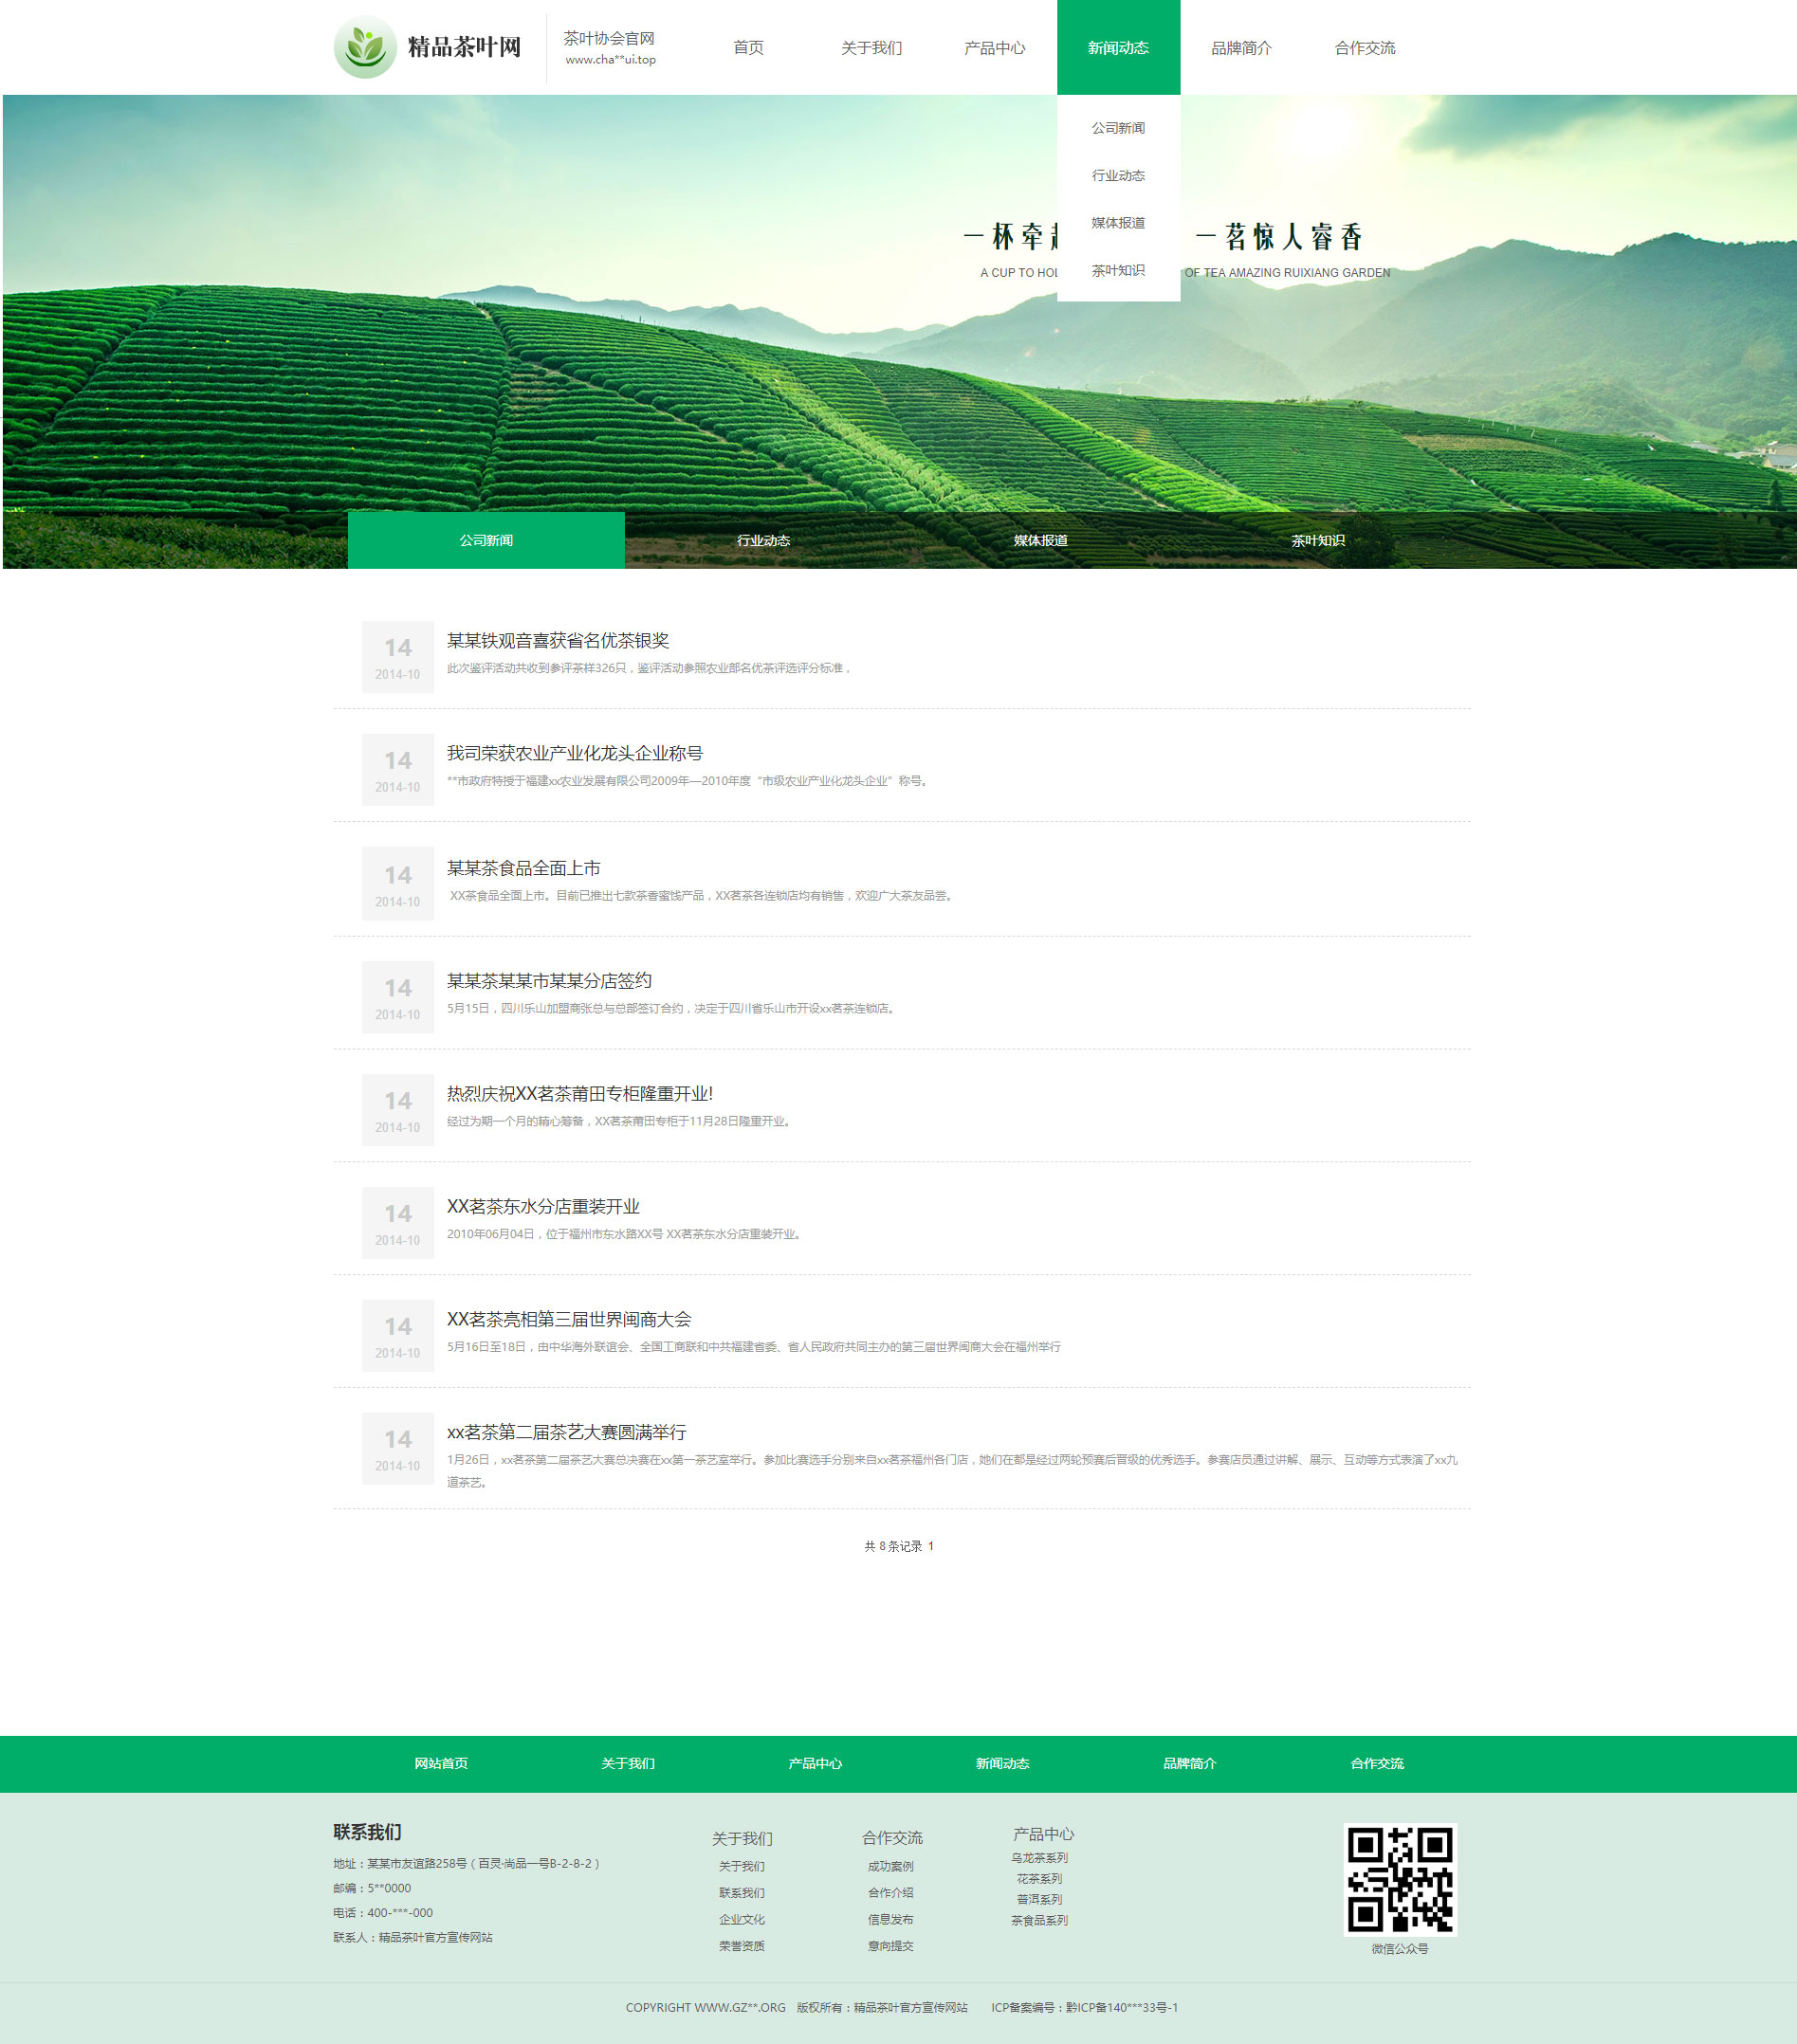 精品茶叶网
茶叶协会官网
www.cha**ui.top
首页 关于我们 产品中心 新闻动态 品牌简介 合作交流
公司新闻
行业动态
媒体报道
茶叶知识
一杯牵 一茗惊人睿香
A CUP TO HOL OF TEA AMAZING RUIXIANG GARDEN
公司新闻 行业动态 媒体报道 茶叶知识
14
2014-10
某某铁观音喜获省名优茶银奖
此次鉴评活动共收到参评茶样326只，鉴评活动参照农业部名优茶评选评分标准，
14
2014-10
我司荣获农业产业化龙头企业称号
**市政府特授于福建xx农业发展有限公司2009年—2010年度“市级农业产业化龙头企业”称号。
14
2014-10
某某茶食品全面上市
XX茶食品全面上市。目前已推出七款茶香蜜饯产品，XX茗茶各连锁店均有销售，欢迎广大茶友品尝。
14
2014-10
某某茶某某市某某分店签约
5月15日，四川乐山加盟商张总与总部签订合约，决定于四川省乐山市开设xx茗茶连锁店。
14
2014-10
热烈庆祝XX茗茶莆田专柜隆重开业!
经过为期一个月的精心筹备，XX茗茶莆田专柜于11月28日隆重开业。
14
2014-10
XX茗茶东水分店重装开业
2010年06月04日，位于福州市东水路XX号 XX茗茶东水分店重装开业。
14
2014-10
XX茗茶亮相第三届世界闽商大会
5月16日至18日，由中华海外联谊会、全国工商联和中共福建省委、省人民政府共同主办的第三届世界闽商大会在福州举行
14
2014-10
xx茗茶第二届茶艺大赛圆满举行
1月26日，xx茗茶第二届茶艺大赛总决赛在xx第一茶艺室举行。参加比赛选手分别来自xx茗茶福州各门店，她们在都是经过两轮预赛后晋级的优秀选手。参赛店员通过讲解、展示、互动等方式表演了xx九
道茶艺。
共 8 条记录 1
网站首页 关于我们 产品中心 新闻动态 品牌简介 合作交流
联系我们
地址：某某市友谊路258号（百灵·尚品一号B-2-8-2）
邮编：5**0000
电话：400-***-000
联系人：精品茶叶官方宣传网站
关于我们
关于我们
联系我们
企业文化
荣誉资质
合作交流
成功案例
合作介绍
信息发布
意向提交
产品中心
乌龙茶系列
花茶系列
普洱系列
茶食品系列
微信公众号
COPYRIGHT WWW.GZ**.ORG 版权所有：精品茶叶官方宣传网站 ICP备案编号：黔ICP备140***33号-1